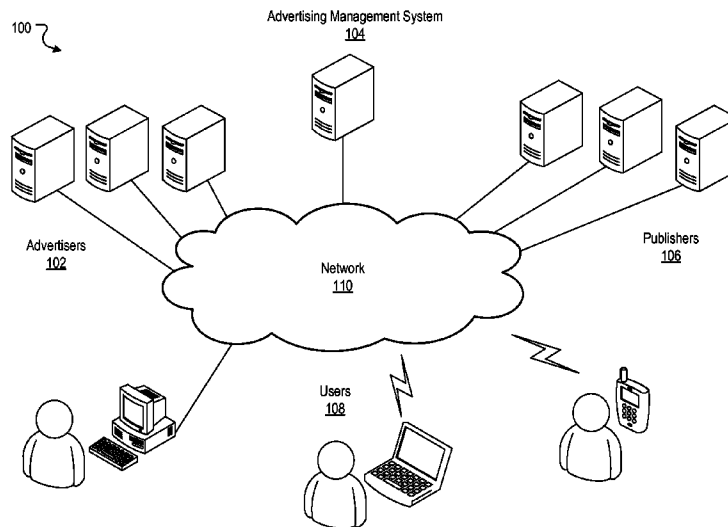 Advertising Management System
104
100
Advertisers
102
Publishers
106
Network
110
Users
108